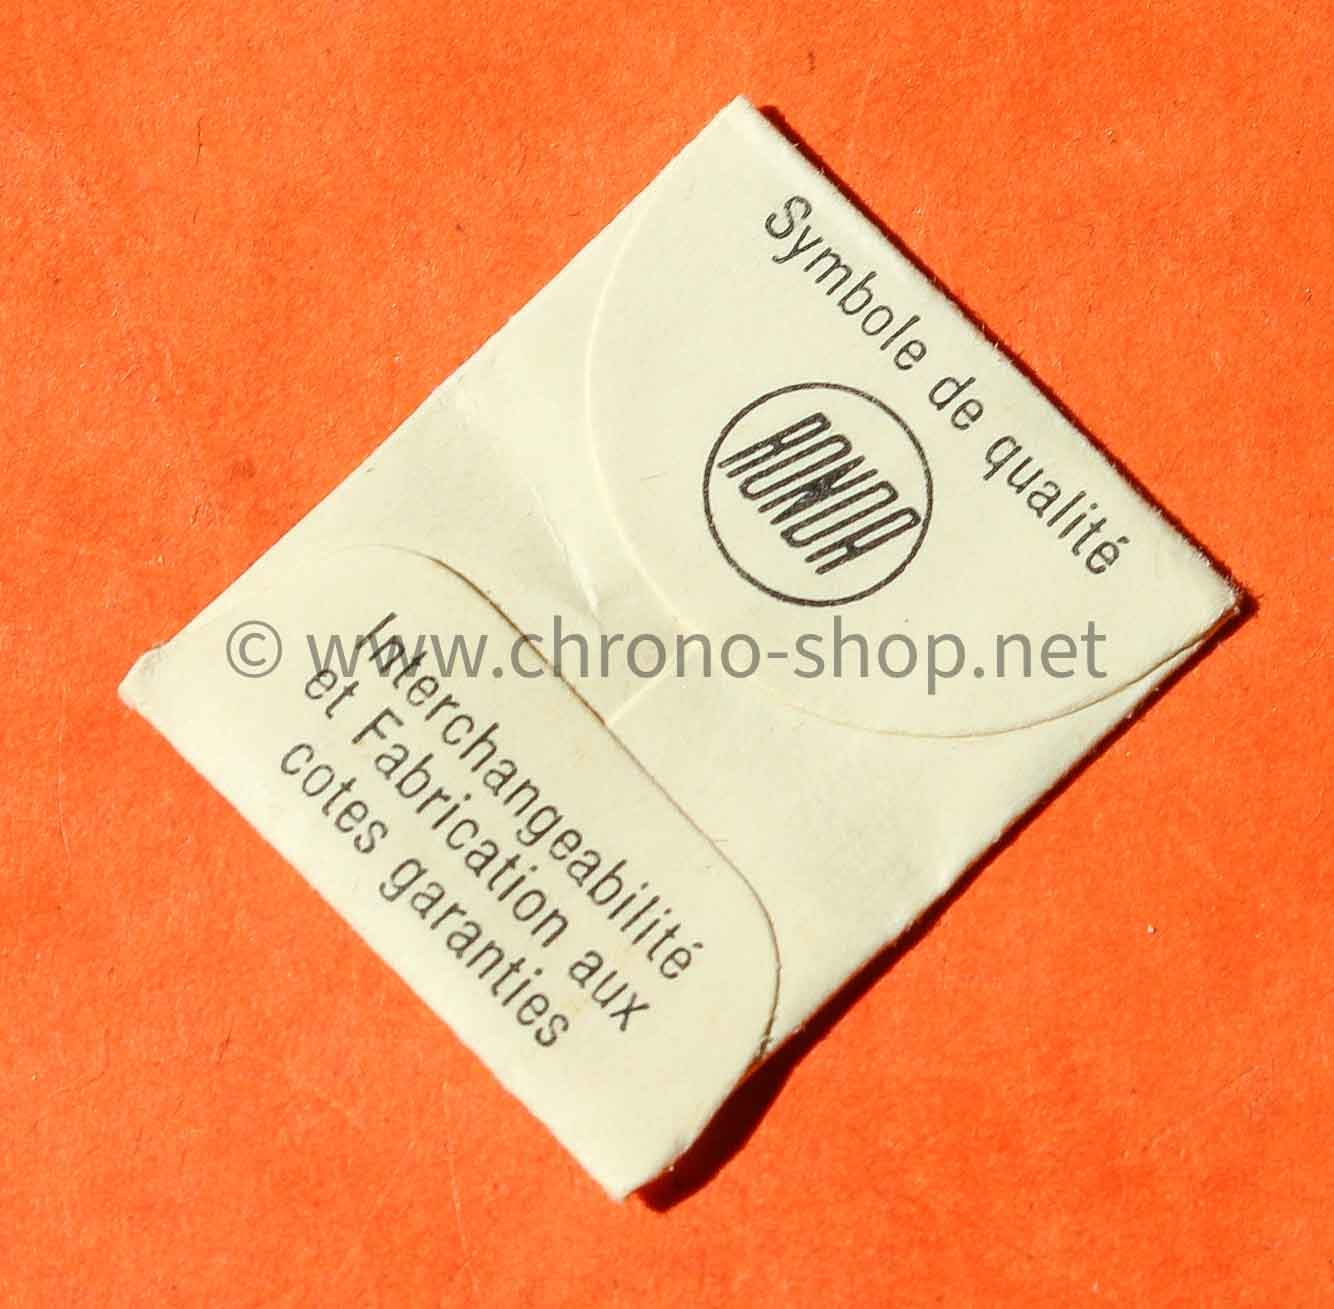 Symbole de qualité
RONDA
© www.chrono-shop.net
Interchangeabilité
et Fabrication aux
cotes garanties